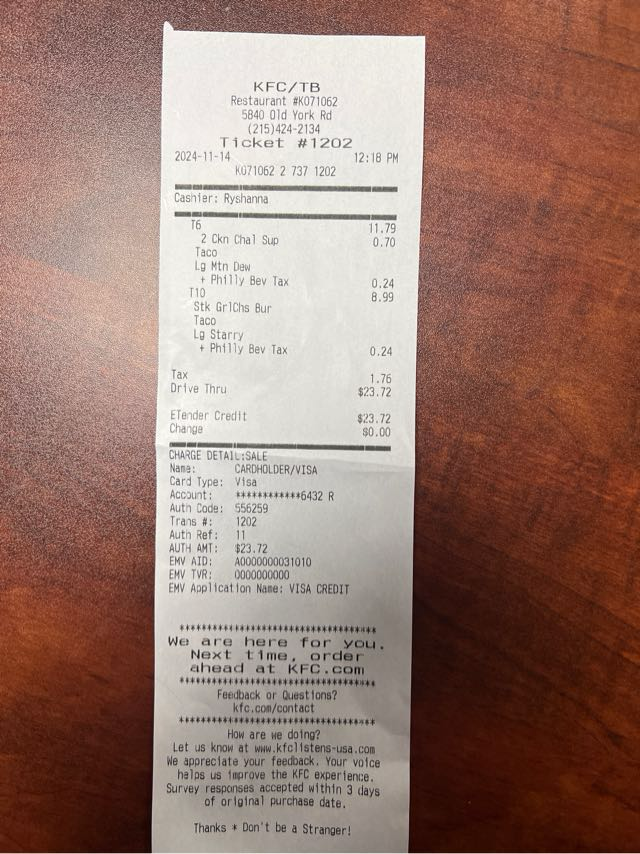 KFC/TB
Restaurant #K071062
5840 Old York Rd
(215)424-2134
Ticket #1202
2024-11-14 12:18 PM
K071062 2 737 1202
Cashier: Ryshanna
T6 11.79
2 Ckn Chal Sup 0.70
Taco
Lg Mtn Dew
+ Philly Bev Tax 0.24
T10 8.99
Stk GrlChs Bur
Taco
Lg Starry
+ Philly Bev Tax 0.24
Tax 1.76
Drive Thru $23.72
ETender Credit $23.72
Change $0.00
CHARGE DETAIL:SALE
Name: CARDHOLDER/VISA
Card Type: Visa
Account: ************6432 R
Auth Code: 556259
Trans #: 1202
Auth Ref: 11
AUTH AMT: $23.72
EMV AID: A0000000031010
EMV TVR: 0000000000
EMV Application Name: VISA CREDIT
************************************
We are here for you.
Next time, order
ahead at KFC.com
************************************
Feedback or Questions?
kfc.com/contact
************************************
How are we doing?
Let us know at www.kfclistens-usa.com
We appreciate your feedback. Your voice
helps us improve the KFC experience.
Survey responses accepted within 3 days
of original purchase date.
Thanks * Don't be a Stranger!